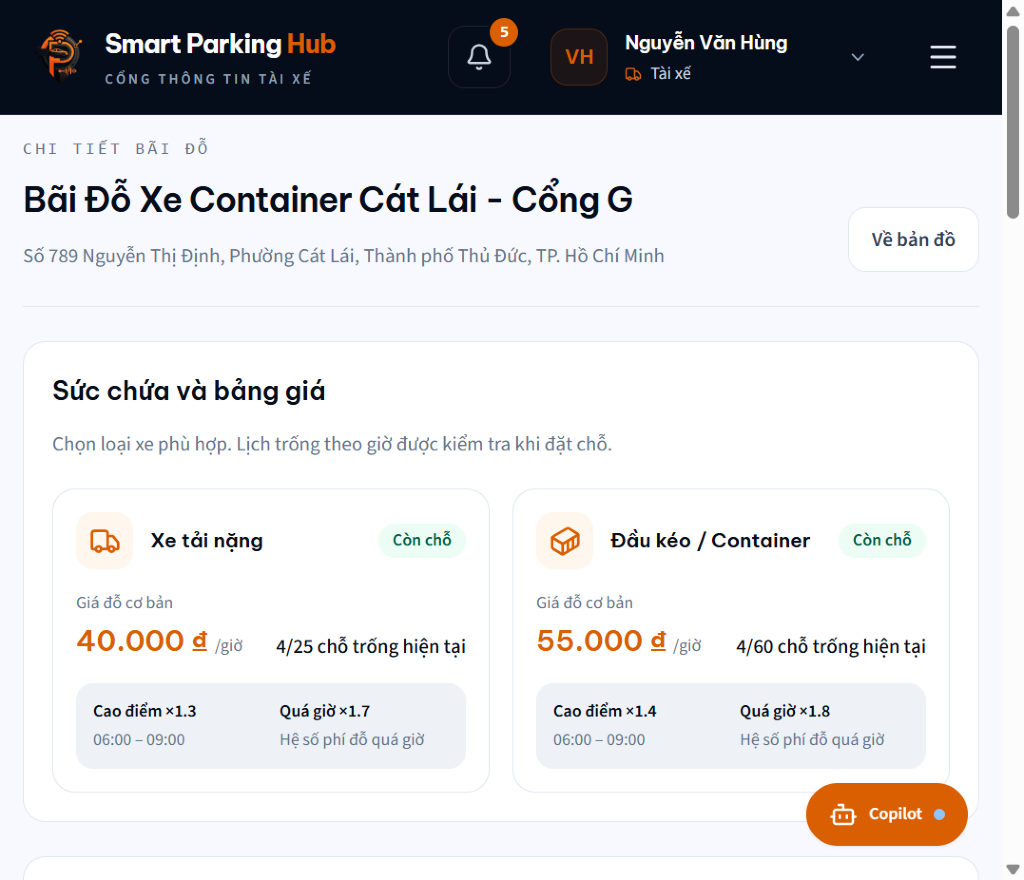 Smart Parking Hub
CỔNG THÔNG TIN TÀI XẾ
5
VH
Nguyễn Văn Hùng
Tài xế
CHI TIẾT BÃI ĐỖ
Bãi Đỗ Xe Container Cát Lái - Cổng G
Số 789 Nguyễn Thị Định, Phường Cát Lái, Thành phố Thủ Đức, TP. Hồ Chí Minh
Về bản đồ
Sức chứa và bảng giá
Chọn loại xe phù hợp. Lịch trống theo giờ được kiểm tra khi đặt chỗ.
Xe tải nặng
Còn chỗ
Giá đỗ cơ bản
40.000 ₫ /giờ
4/25 chỗ trống hiện tại
Cao điểm ×1.3
06:00 – 09:00
Quá giờ ×1.7
Hệ số phí đỗ quá giờ
Đầu kéo / Container
Còn chỗ
Giá đỗ cơ bản
55.000 ₫ /giờ
4/60 chỗ trống hiện tại
Cao điểm ×1.4
06:00 – 09:00
Quá giờ ×1.8
Hệ số phí đỗ quá giờ
Copilot